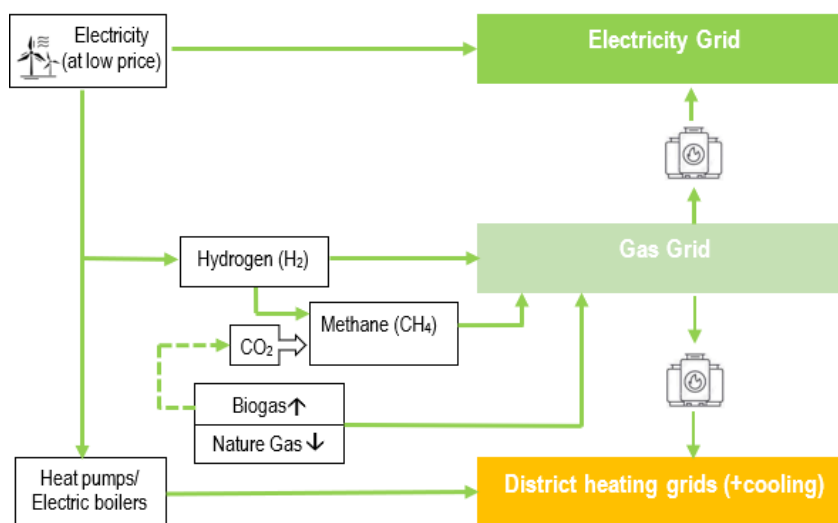 Electricity
(at low price)
Electricity Grid
Hydrogen (H₂)
Gas Grid
Methane (CH₄)
CO₂
Biogas↑
Nature Gas ↓
Heat pumps/
Electric boilers
District heating grids (+cooling)